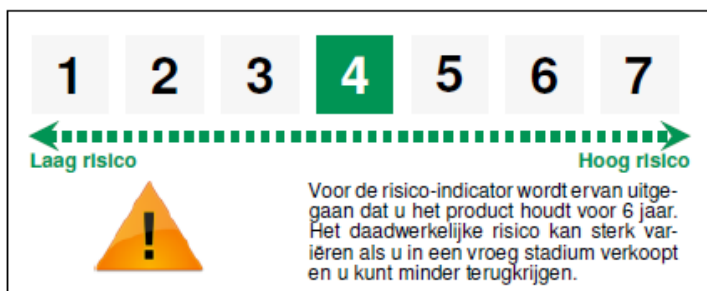 1 2 3 4 5 6 7
Laag risico Hoog risico
!
Voor de risico-indicator wordt ervan uitge-
gaan dat u het product houdt voor 6 jaar.
Het daadwerkelijke risico kan sterk var-
iëren als u in een vroeg stadium verkoopt
en u kunt minder terugkrijgen.